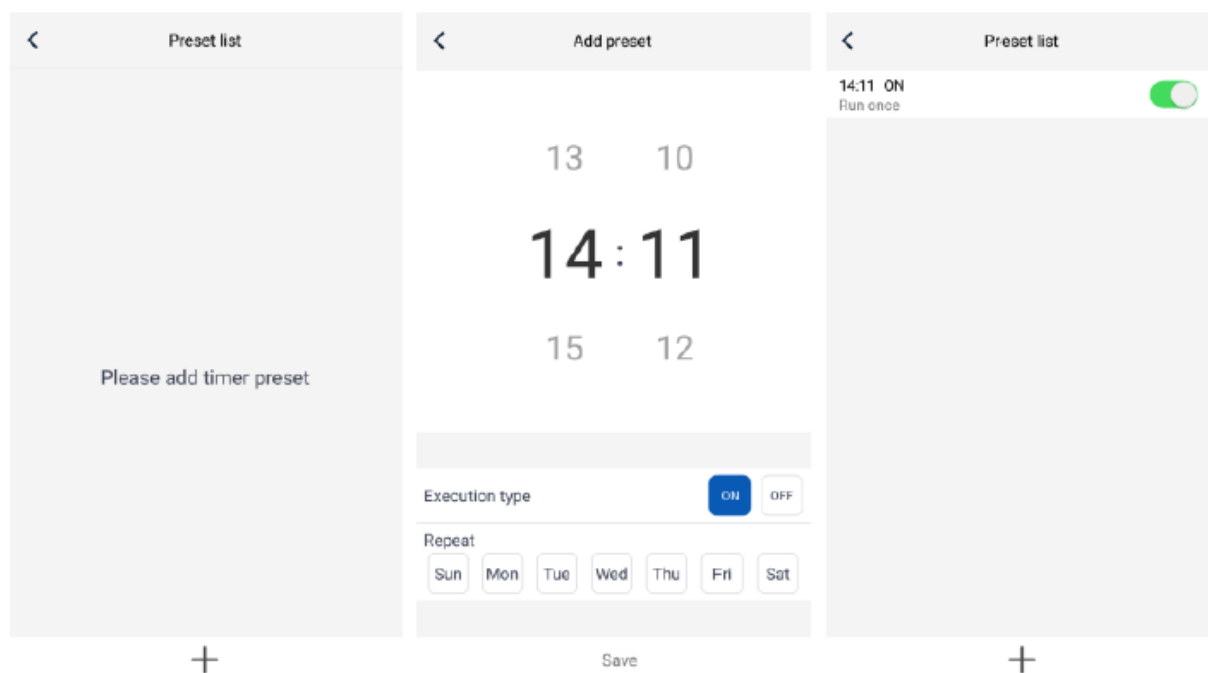 Preset list
Please add timer preset
Add preset
13 10
14 : 11
15 12
Execution type ON OFF
Repeat
Sun Mon Tue Wed Thu Fri Sat
Save
Preset list
14:11 ON
Run once